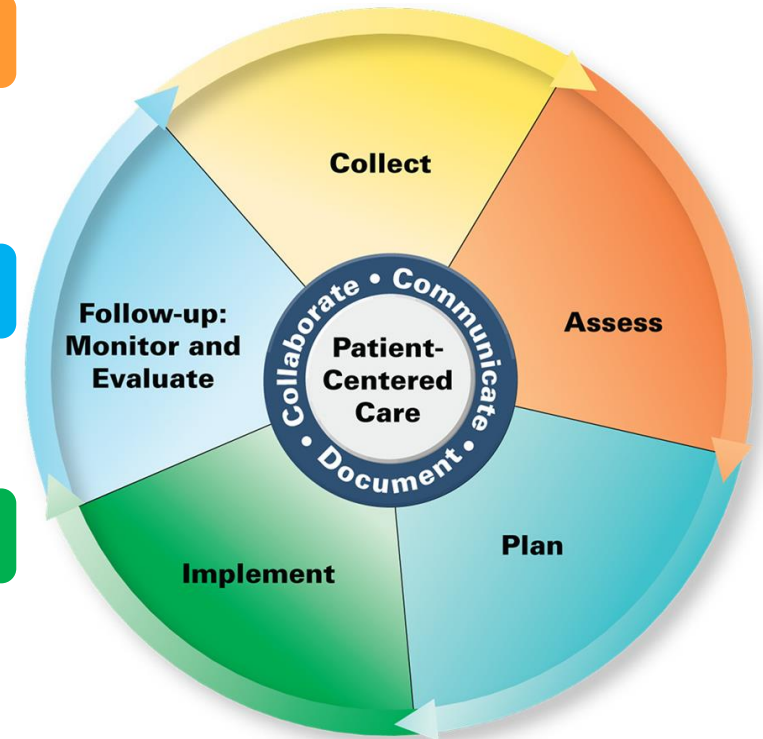 Collect
Assess
Plan
Implement
Follow-up:
Monitor and
Evaluate
Collaborate • Communicate • Document •
Patient-
Centered
Care